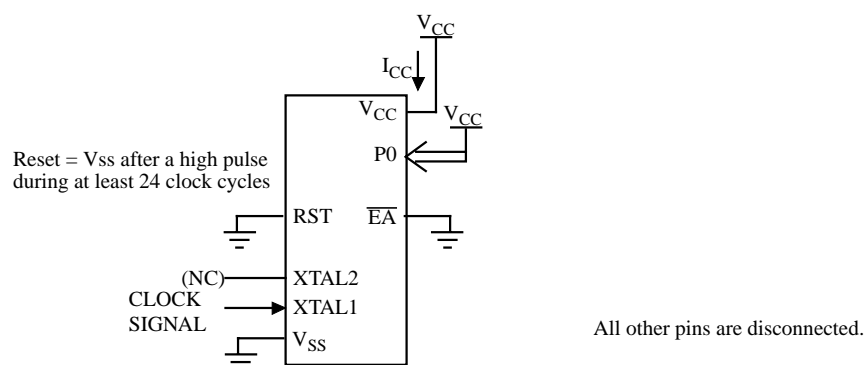 VCC
ICC
VCC
VCC
P0
Reset = Vss after a high pulse
during at least 24 clock cycles
RST
EA
(NC)
XTAL2
CLOCK
SIGNAL
XTAL1
VSS
All other pins are disconnected.